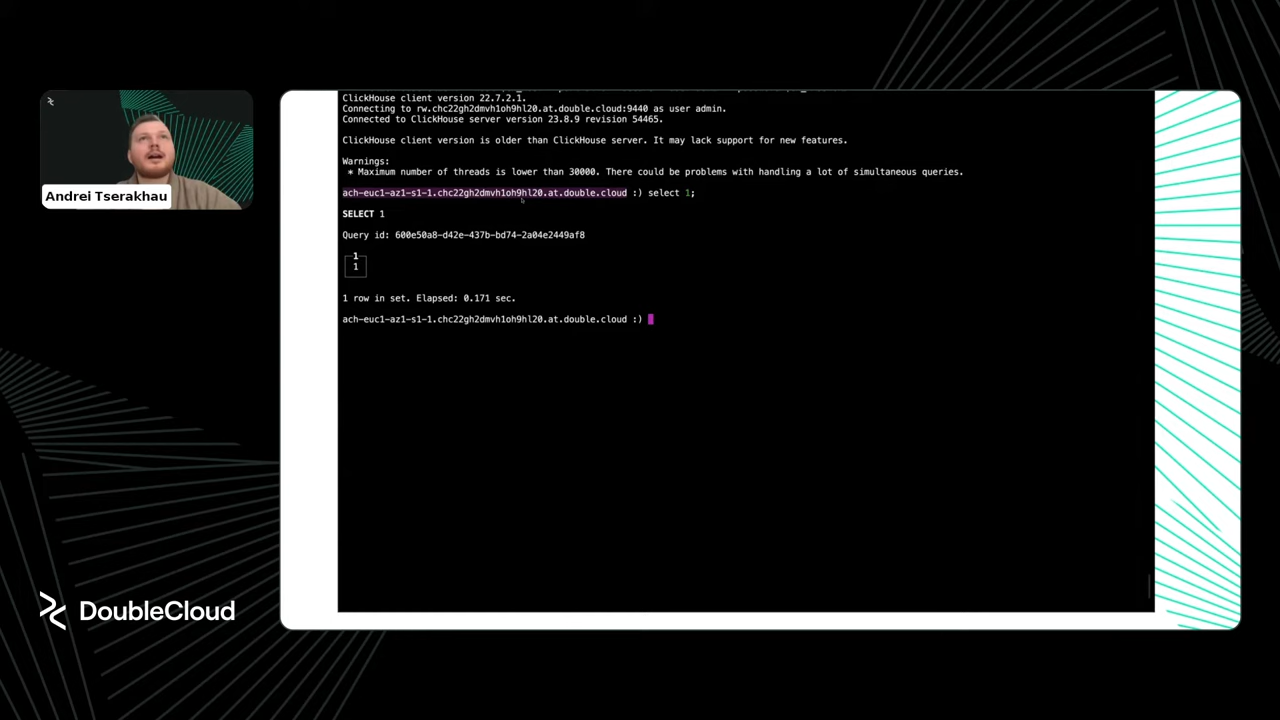 ClickHouse client version 22.7.2.1.
Connecting to rw.chc22gh2dmvh1oh9hl20.at.double.cloud:9440 as user admin.
Connected to ClickHouse server version 23.8.9 revision 54465.
ClickHouse client version is older than ClickHouse server. It may lack support for new features.
Warnings:
* Maximum number of threads is lower than 30000. There could be problems with handling a lot of simultaneous queries.
ach-euc1-az1-s1-1.chc22gh2dmvh1oh9hl20.at.double.cloud :) select 1;
SELECT 1
Query id: 600e50a8-d42e-437b-bd74-2a04e2449af8
1
1
1 row in set. Elapsed: 0.171 sec.
ach-euc1-az1-s1-1.chc22gh2dmvh1oh9hl20.at.double.cloud :)
Andrei Tserakhau
DoubleCloud